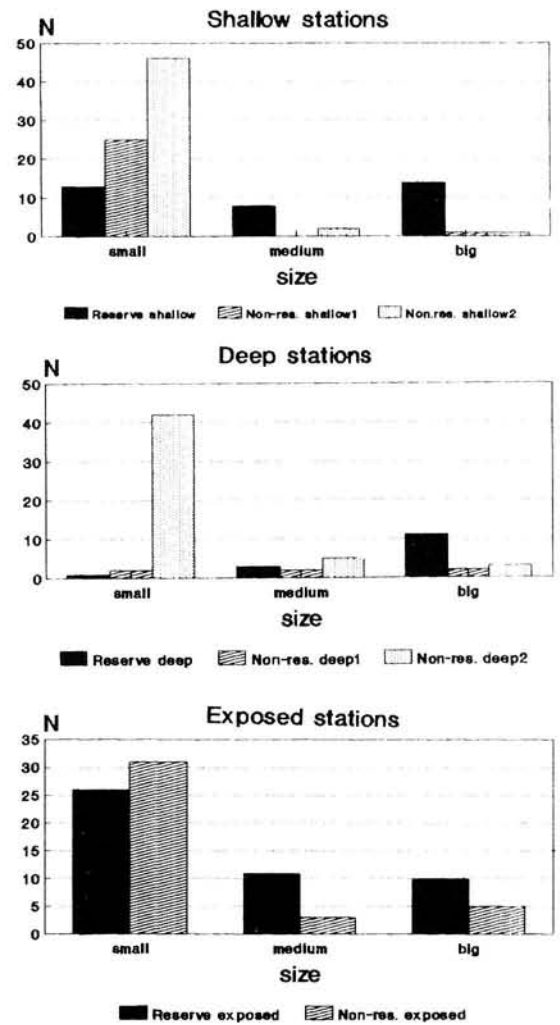 Shallow stations
N
50
40
30
20
10
0
small medium big
size
Reserve shallow Non-res. shallow1 Non.res. shallow2
Deep stations
N
50
40
30
20
10
0
small medium big
size
Reserve deep Non-res. deep1 Non-res. deep2
Exposed stations
N
35
30
25
20
15
10
5
0
small medium big
size
Reserve exposed Non-res. exposed